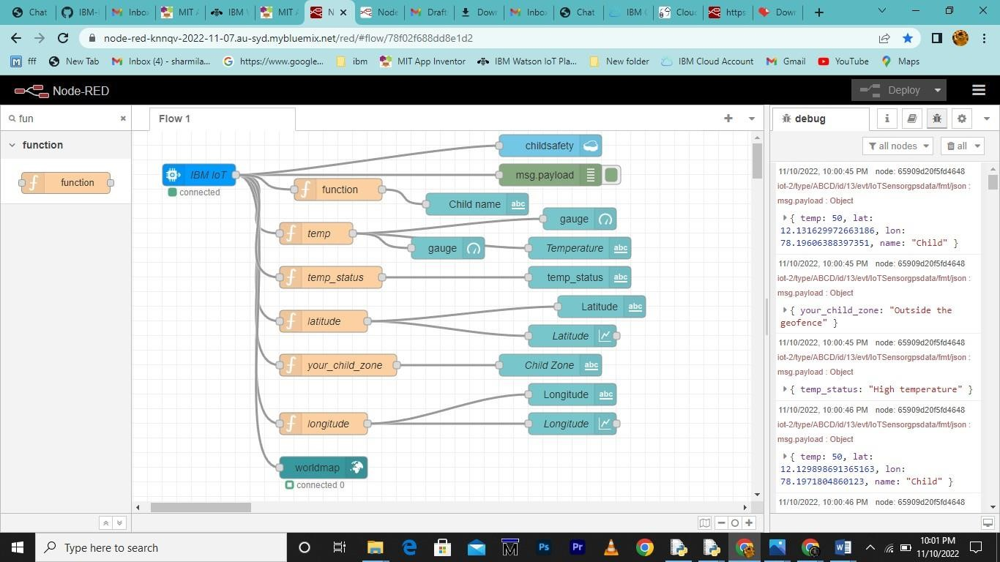 Chat
IBM-
Inbo
MIT A
IBM W
MIT A
N
Node
Draft
Down
Inbo
Chat
IBM C
Clouc
https
Down
node-red-knnqv-2022-11-07.au-syd.mybluemix.net/red/#flow/78f02f688dd8e1d2
fff
New Tab
Inbox (4) - sharmila...
https://www.google...
ibm
MIT App Inventor
IBM Watson IoT Pla...
New folder
IBM Cloud Account
Gmail
YouTube
Maps
Node-RED
Deploy
fun
Flow 1
debug
function
all nodes
all
function
childsafety
IBM IoT
connected
msg.payload
function
Child name
temp
gauge
gauge
Temperature
temp_status
temp_status
latitude
Latitude
Latitude
your_child_zone
Child Zone
Longitude
longitude
Longitude
worldmap
connected 0
11/10/2022, 10:00:45 PM node: 65909d20f5fd4648
iot-2/type/ABCD/id/13/evt/IoTSensorgpsdata/fmt/json :
msg.payload : Object
{ temp: 50, lat:
12.131629972663186, lon:
78.19606388397351, name: "Child" }
11/10/2022, 10:00:45 PM node: 65909d20f5fd4648
iot-2/type/ABCD/id/13/evt/IoTSensorgpsdata/fmt/json :
msg.payload : Object
{ your_child_zone: "Outside the
geofence" }
11/10/2022, 10:00:45 PM node: 65909d20f5fd4648
iot-2/type/ABCD/id/13/evt/IoTSensorgpsdata/fmt/json :
msg.payload : Object
{ temp_status: "High temperature" }
11/10/2022, 10:00:46 PM node: 65909d20f5fd4648
iot-2/type/ABCD/id/13/evt/IoTSensorgpsdata/fmt/json :
msg.payload : Object
{ temp: 50, lat:
12.129898691365163, lon:
78.1971804860123, name: "Child" }
11/10/2022, 10:00:46 PM node: 65909d20f5fd4648
Type here to search
10:01 PM
11/10/2022